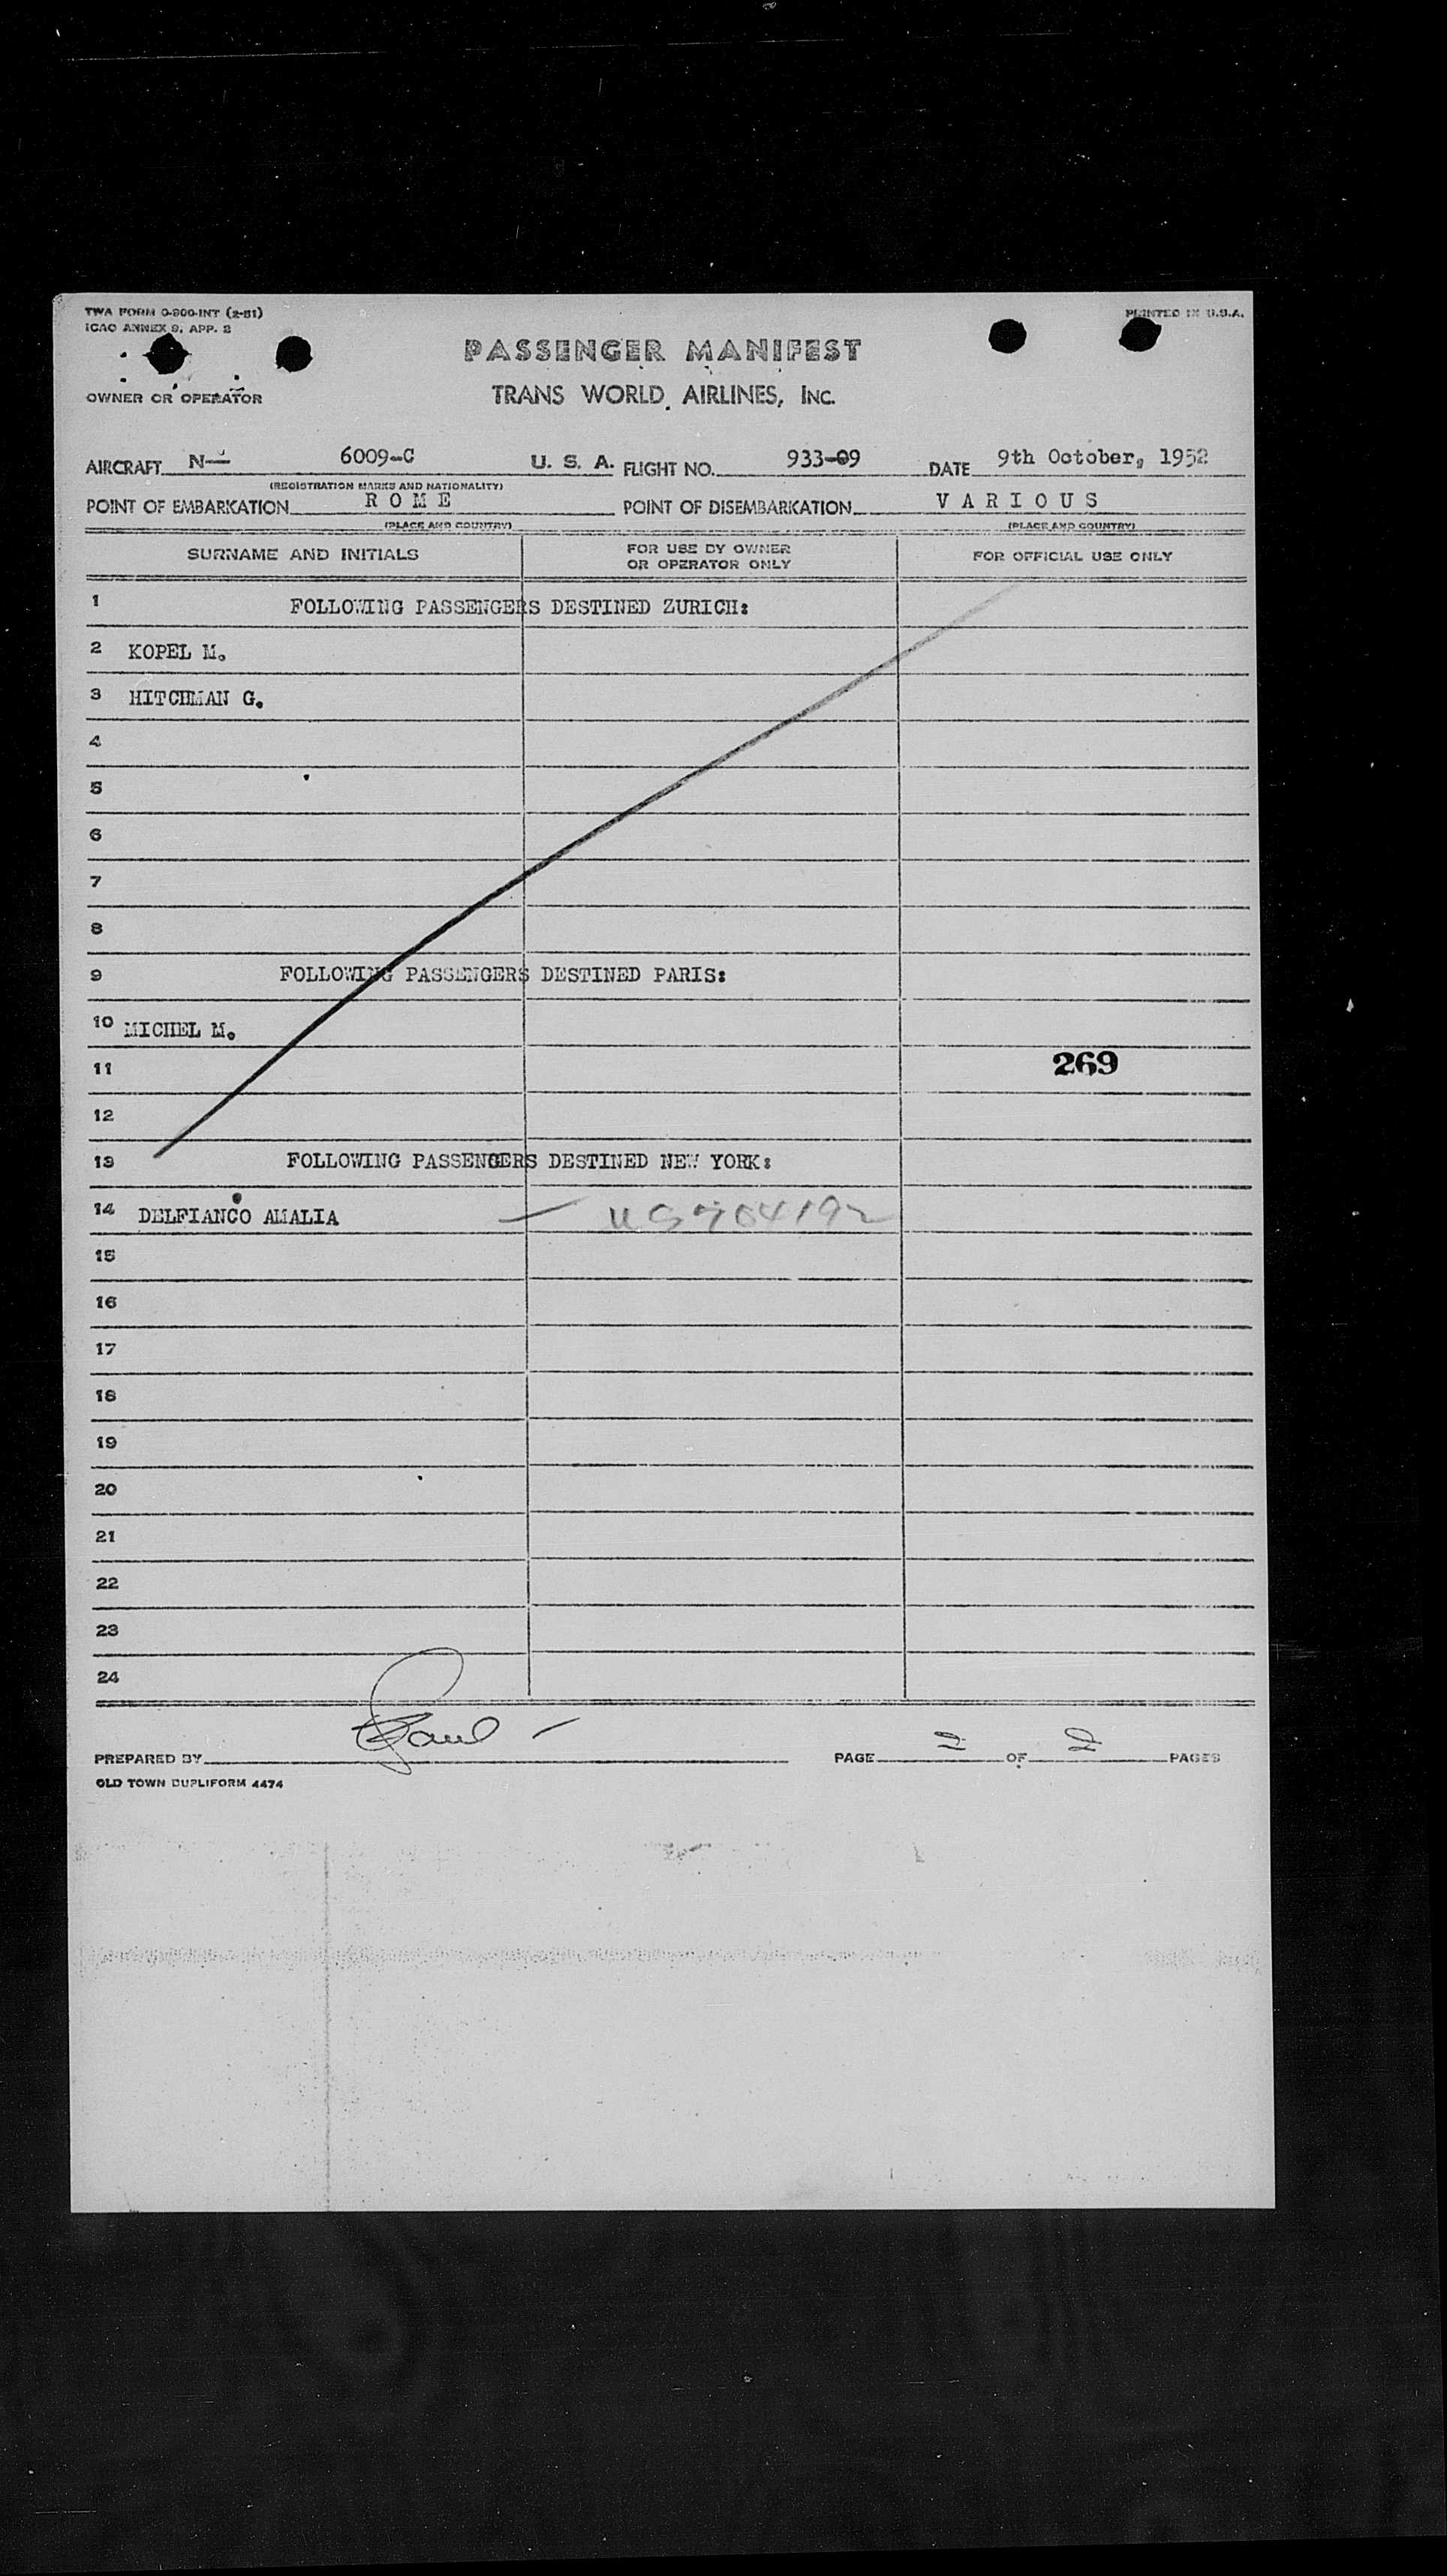 TWA FORM O-900-INT (2-51)
ICAO ANNEX 9, APP. 2
PRINTED IN U.S.A.
PASSENGER MANIFEST
OWNER OR OPERATOR
TRANS WORLD AIRLINES, INC.
AIRCRAFT N- 6009-C U. S. A. FLIGHT NO. 933-09 DATE 9th October, 1952
(REGISTRATION MARKS AND NATIONALITY)
POINT OF EMBARKATION R O M E POINT OF DISEMBARKATION V A R I O U S
(PLACE AND COUNTRY) (PLACE AND COUNTRY)
SURNAME AND INITIALS FOR USE BY OWNER OR OPERATOR ONLY FOR OFFICIAL USE ONLY
1 FOLLOWING PASSENGERS DESTINED ZURICH:
2 KOPEL M.
3 HITCHMAN G.
4
5
6
7
8
9 FOLLOWING PASSENGERS DESTINED PARIS:
10 MICHEL M.
11 269
12
13 FOLLOWING PASSENGERS DESTINED NEW YORK:
14 DELFIANCO AMALIA — US704192
15
16
17
18
19
20
21
22
23
24
PREPARED BY Paul PAGE 2 OF 2 PAGES
OLD TOWN DUPLIFORM 4474